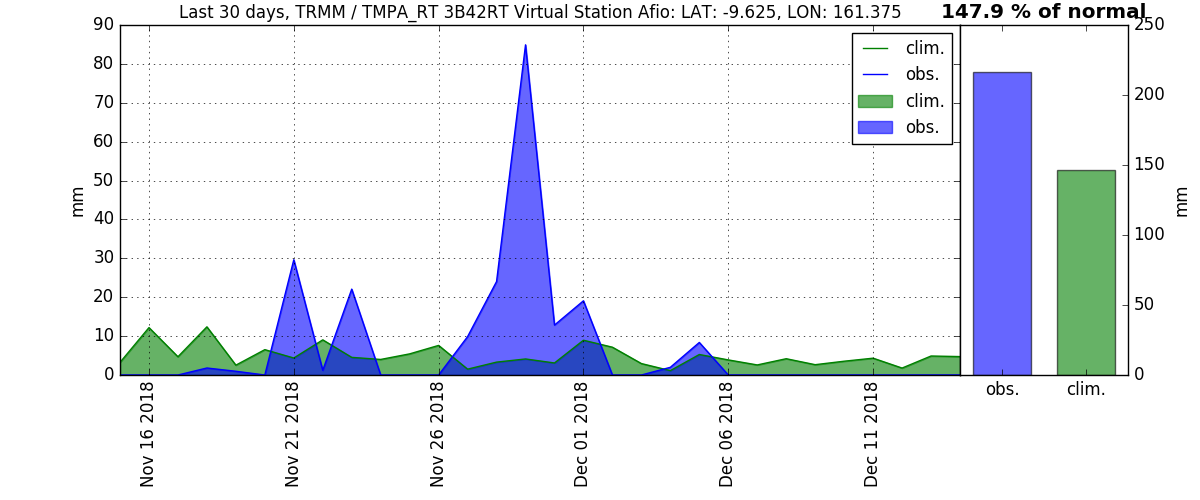 Last 30 days, TRMM / TMPA_RT 3B42RT Virtual Station Afio: LAT: -9.625, LON: 161.375
147.9 % of normal
90
80
70
60
50
40
30
20
10
0
mm
clim.
obs.
clim.
obs.
250
200
150
100
50
0
mm
Nov 16 2018
Nov 21 2018
Nov 26 2018
Dec 01 2018
Dec 06 2018
Dec 11 2018
obs.
clim.